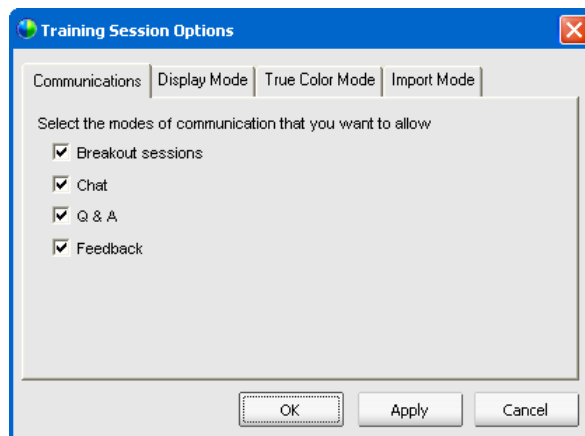 Training Session Options
Communications Display Mode True Color Mode Import Mode
Select the modes of communication that you want to allow
Breakout sessions
Chat
Q & A
Feedback
OK Apply Cancel